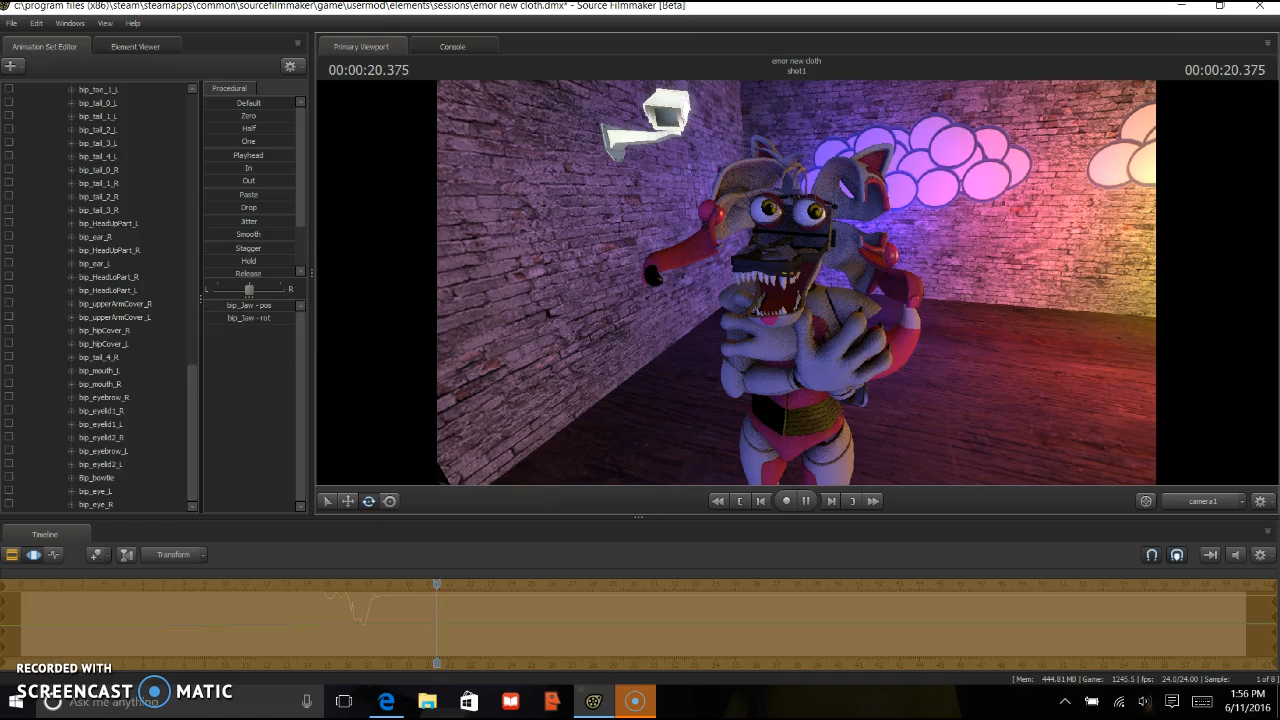 c:\program files (x86)\steam\steamapps\common\sourcefilmmaker\game\usermod\elements\sessions\emor new cloth.dmx* - Source Filmmaker [Beta]
File Edit Windows View Help
Animation Set Editor Element Viewer
Primary Viewport Console
00:00:20.375
emor new cloth
shot1
00:00:20.375
bip_toe_1_L
bip_tail_0_L
bip_tail_1_L
bip_tail_2_L
bip_tail_3_L
bip_tail_4_L
bip_tail_0_R
bip_tail_1_R
bip_tail_2_R
bip_tail_3_R
bip_HeadUpPart_L
bip_ear_R
bip_HeadUpPart_R
bip_ear_L
bip_HeadLoPart_R
bip_HeadLoPart_L
bip_upperArmCover_R
bip_upperArmCover_L
bip_hipCover_R
bip_hipCover_L
bip_tail_4_R
bip_mouth_L
bip_mouth_R
bip_eyebrow_R
bip_eyelid1_R
bip_eyelid1_L
bip_eyelid2_R
bip_eyebrow_L
bip_eyelid2_L
Bip_bowtie
bip_eye_L
bip_eye_R
Procedural
Default
Zero
Half
One
Playhead
In
Out
Paste
Drop
Jitter
Smooth
Stagger
Hold
Release
L R
bip_Jaw - pos
bip_Jaw - rot
camera1
Timeline
Transform
[ Mem: 444.81 MB | Game: 1245.5, fps: 24.0/24.00 Sample: 1 of 8 ]
RECORDED WITH
SCREENCAST MATIC
Ask me anything
1:56 PM
6/11/2016